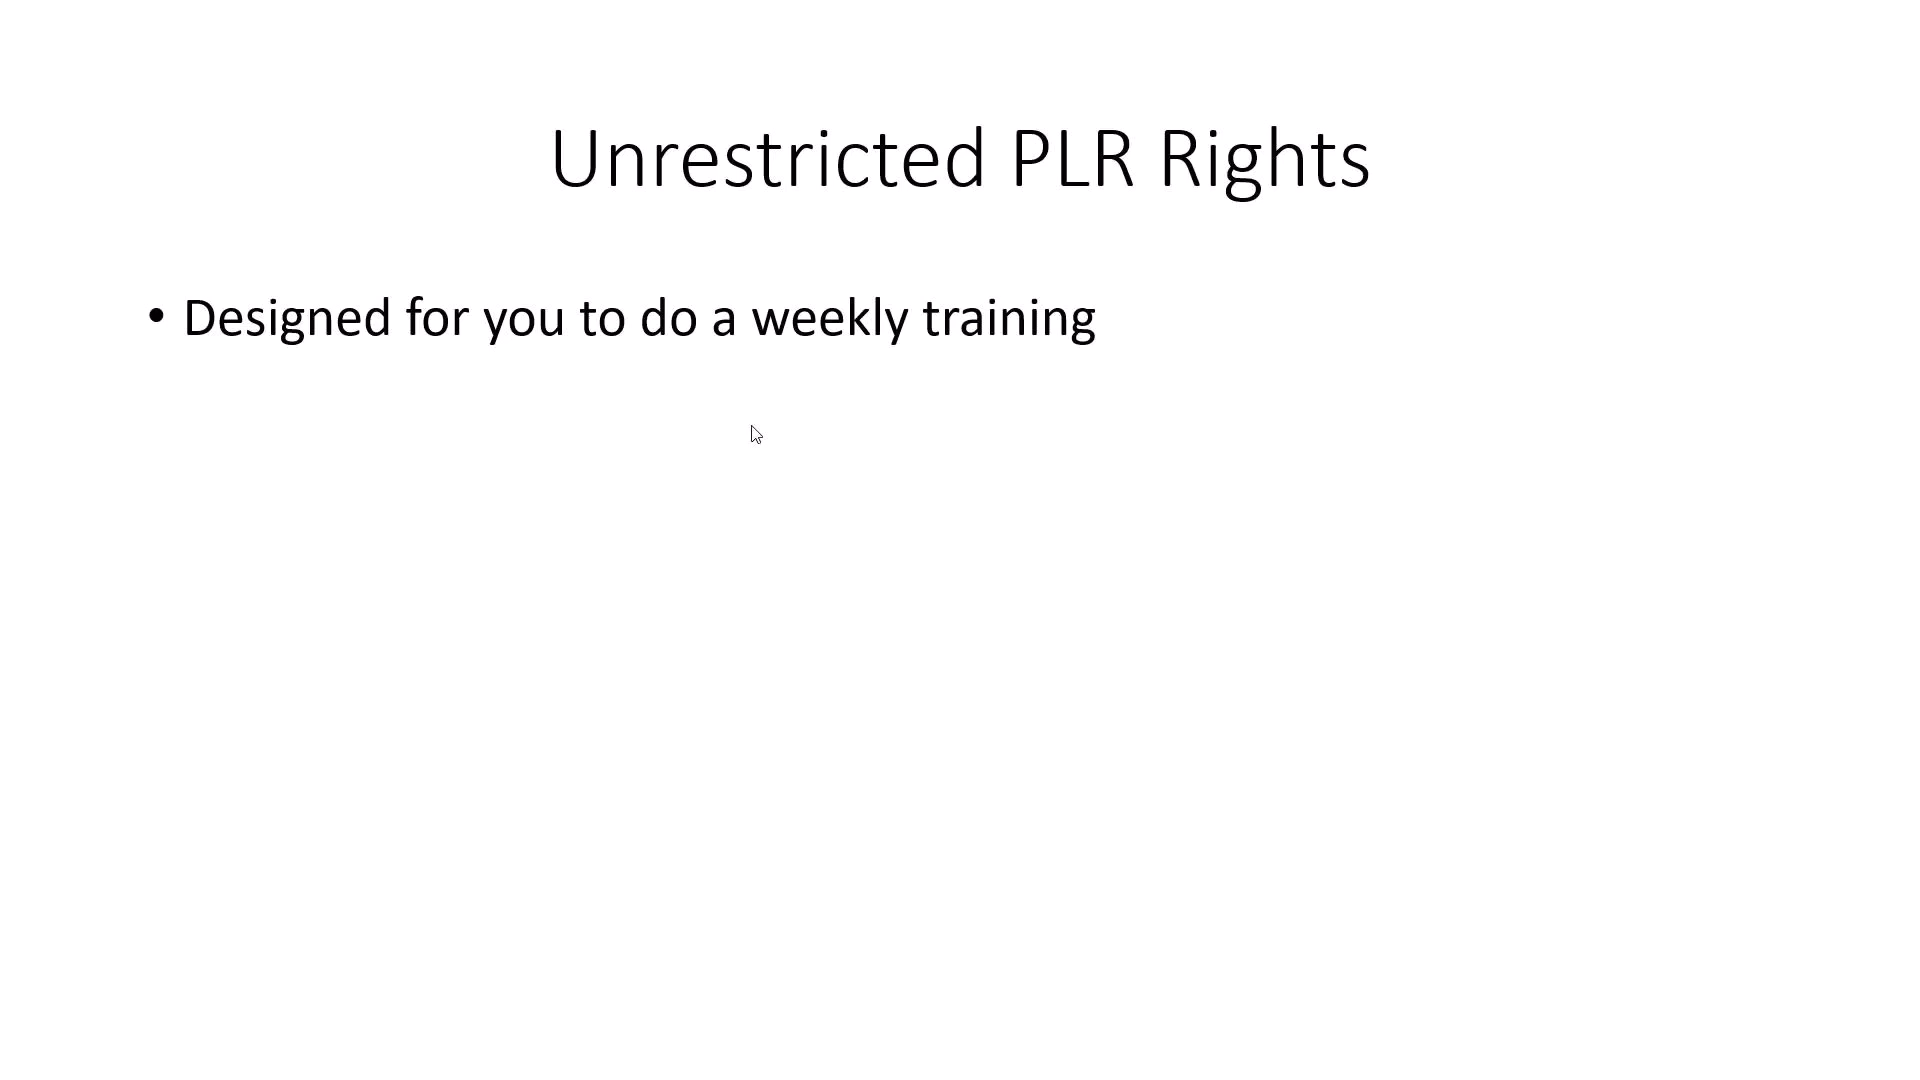 Unrestricted PLR Rights
• Designed for you to do a weekly training